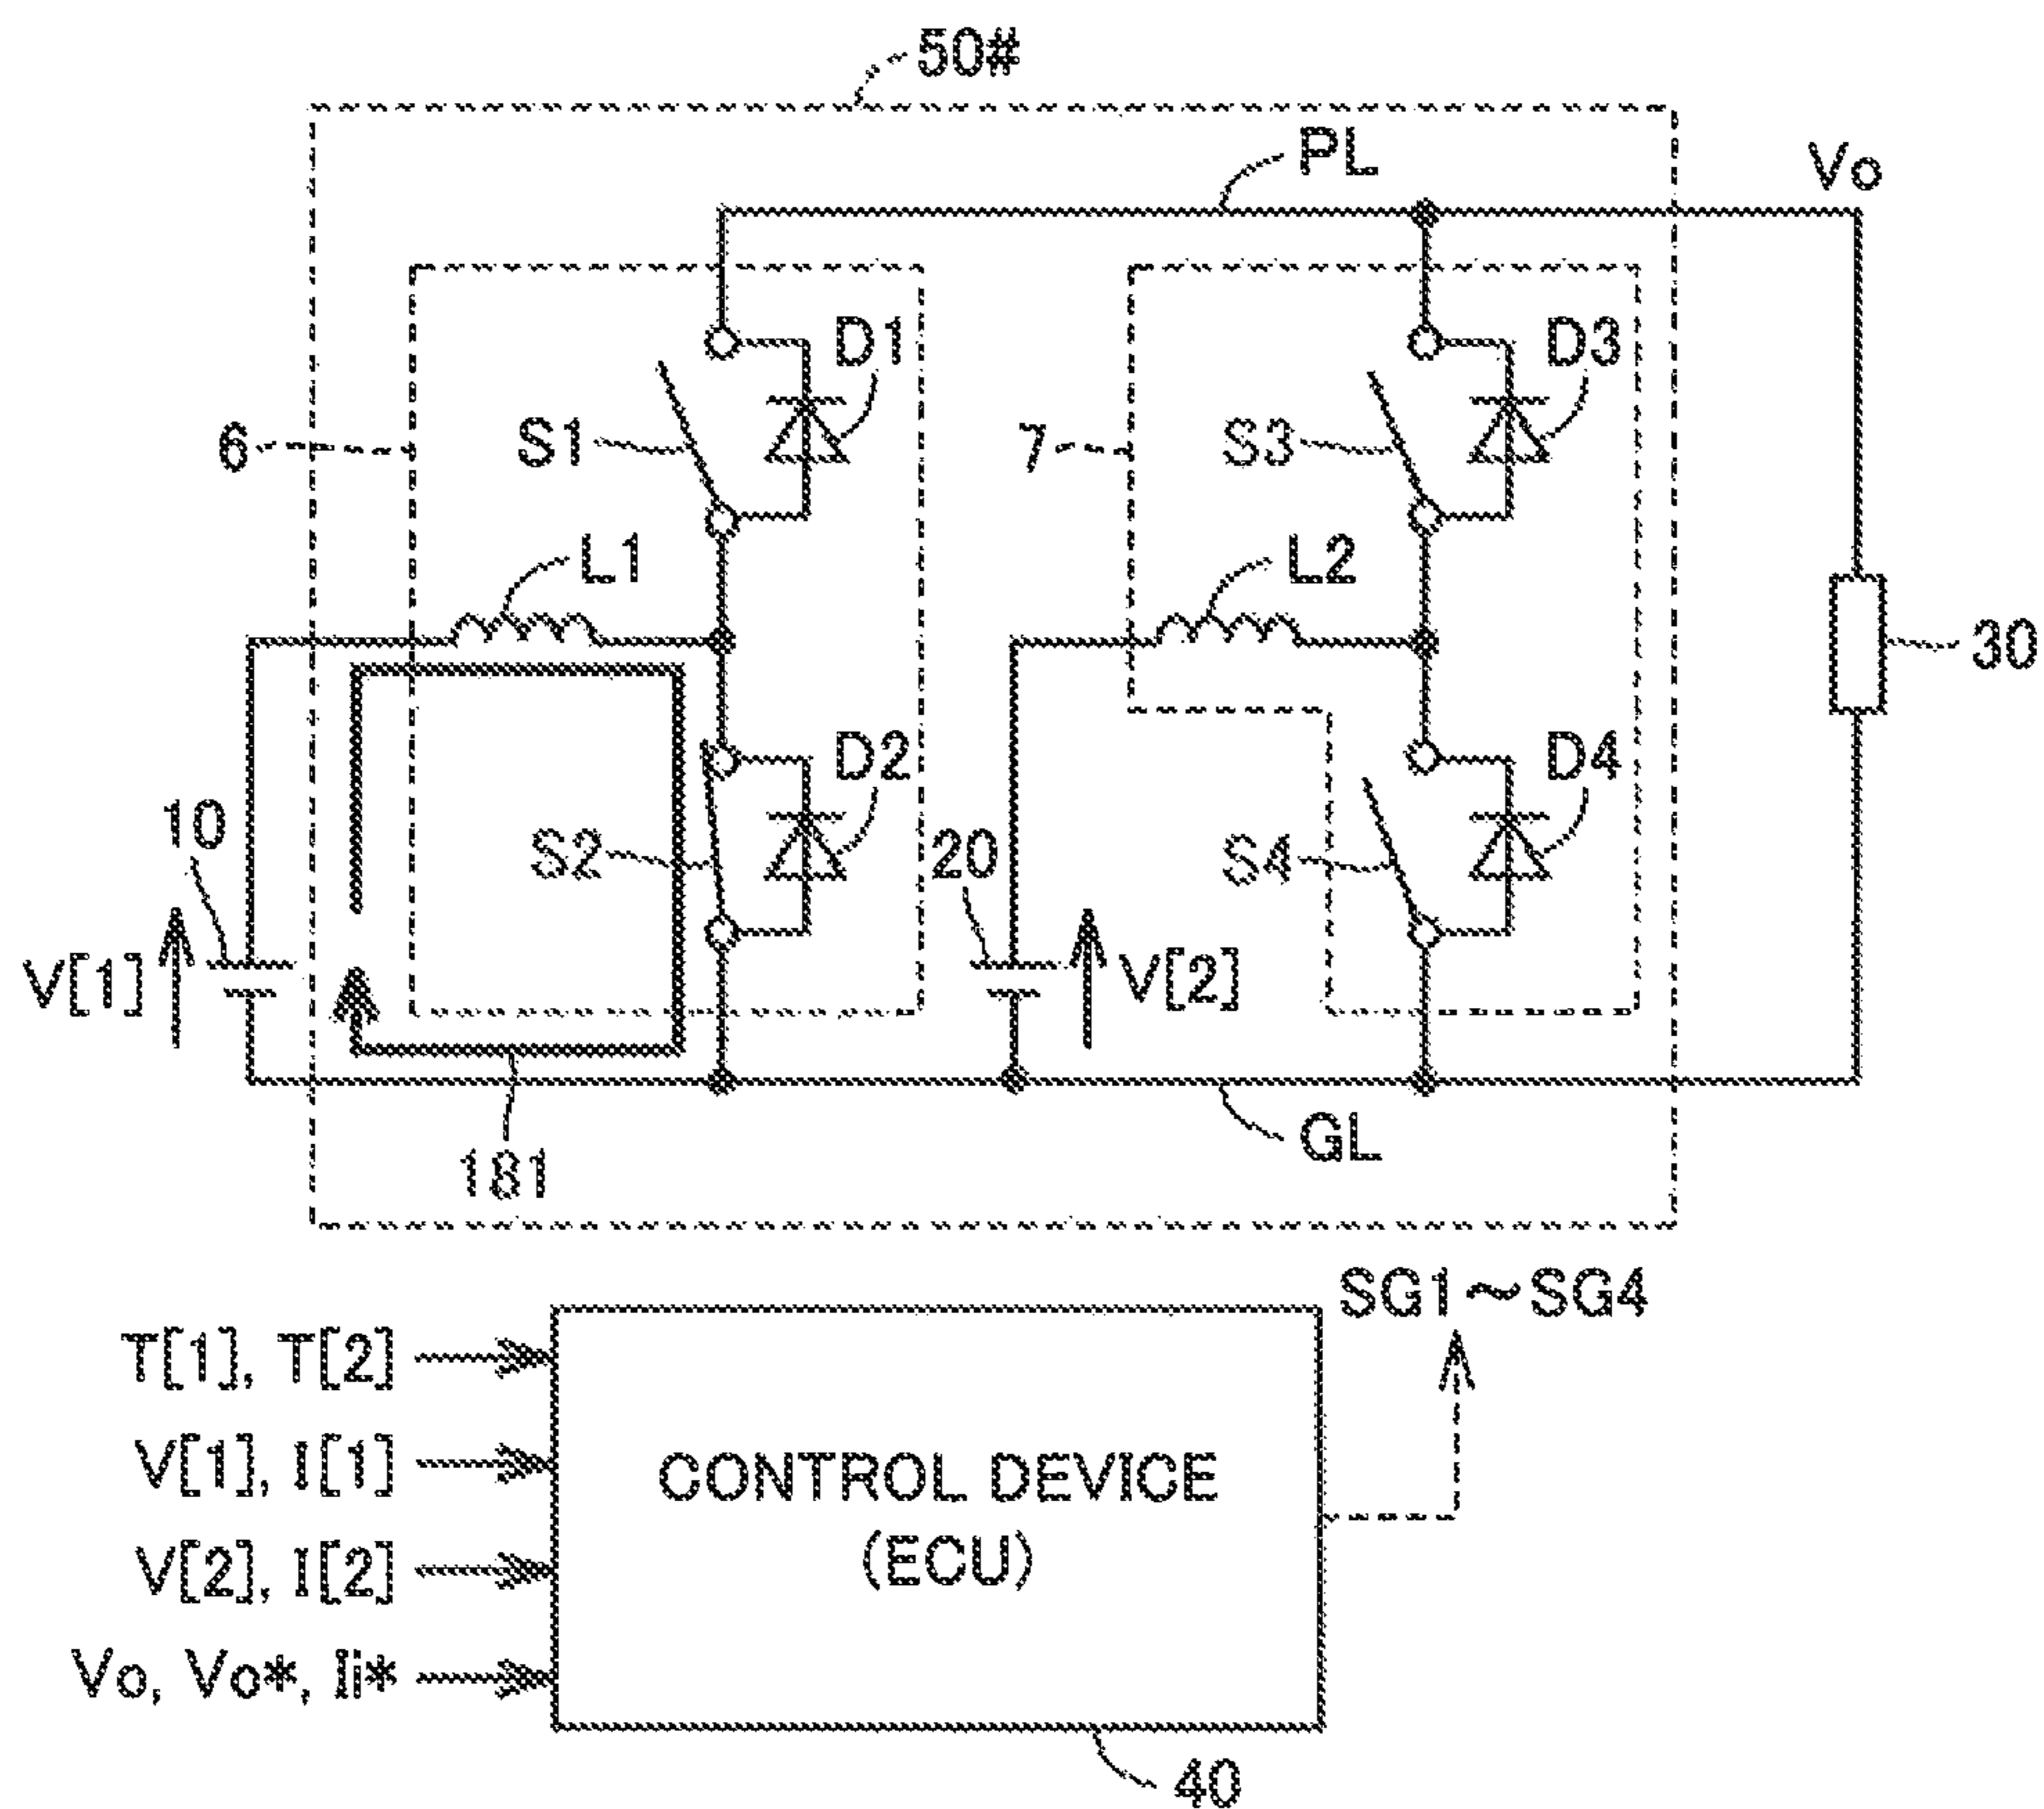 50#
PL
Vo
D1
D3
6
S1
7
S3
L1
L2
30
D2
D4
10
S2
20
S4
V[1]
V[2]
GL
181
SG1~SG4
T[1], T[2]
V[1], I[1]
CONTROL DEVICE
(ECU)
V[2], I[2]
Vo, Vo*, Ii*
40